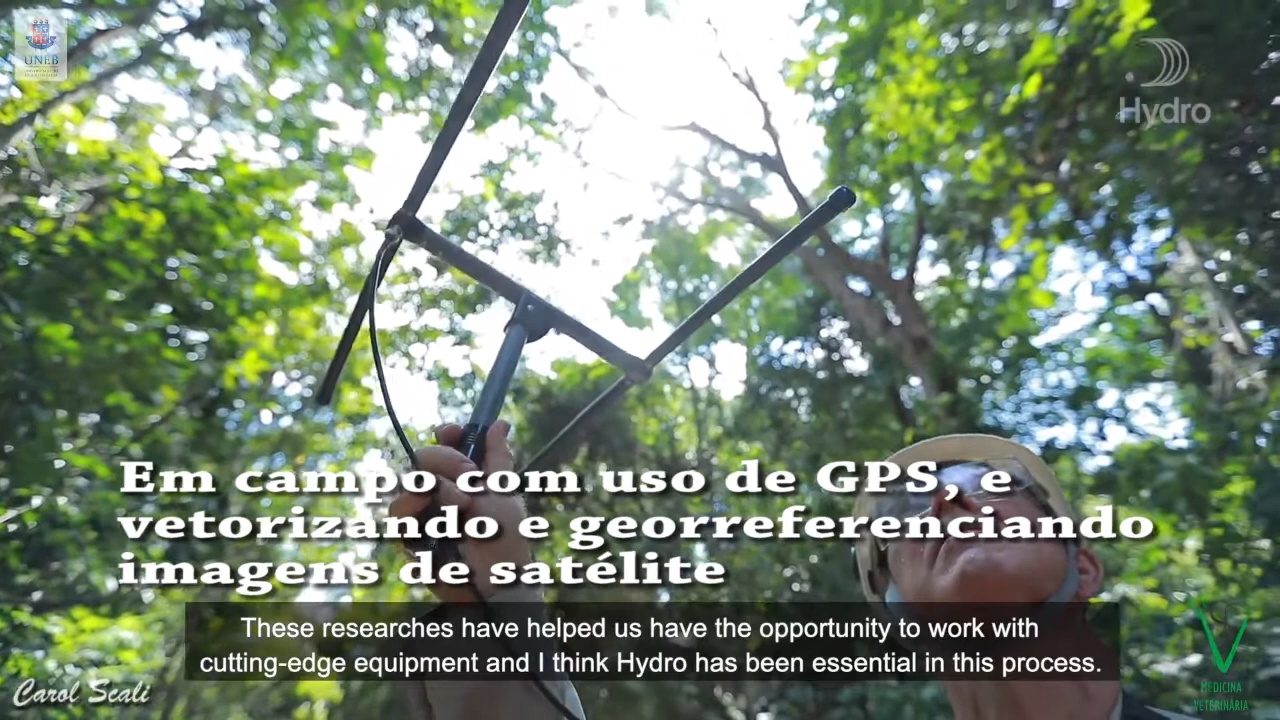 UNEB
Hydro
Em campo com uso de GPS, e
vetorizando e georreferenciando
imagens de satélite
These researches have helped us have the opportunity to work with
cutting-edge equipment and I think Hydro has been essential in this process.
Carol Scali
MEDICINA
VETERINÁRIA